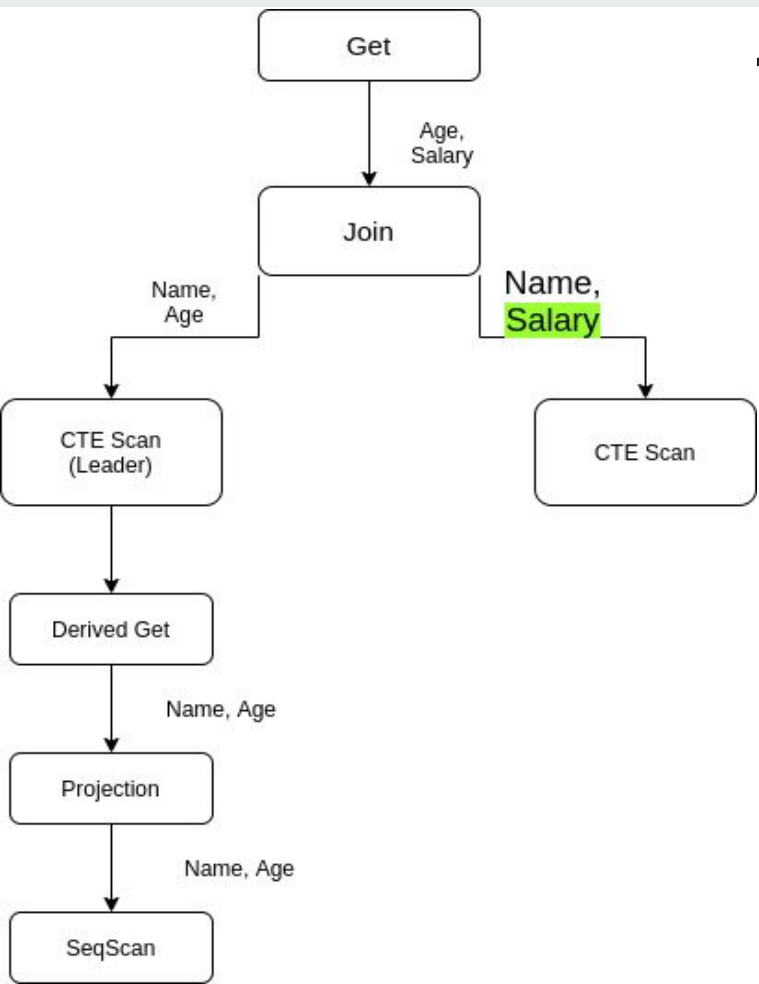 Get
Age,
Salary
Join
Name,
Age
Name,
Salary
CTE Scan
(Leader)
CTE Scan
Derived Get
Name, Age
Projection
Name, Age
SeqScan